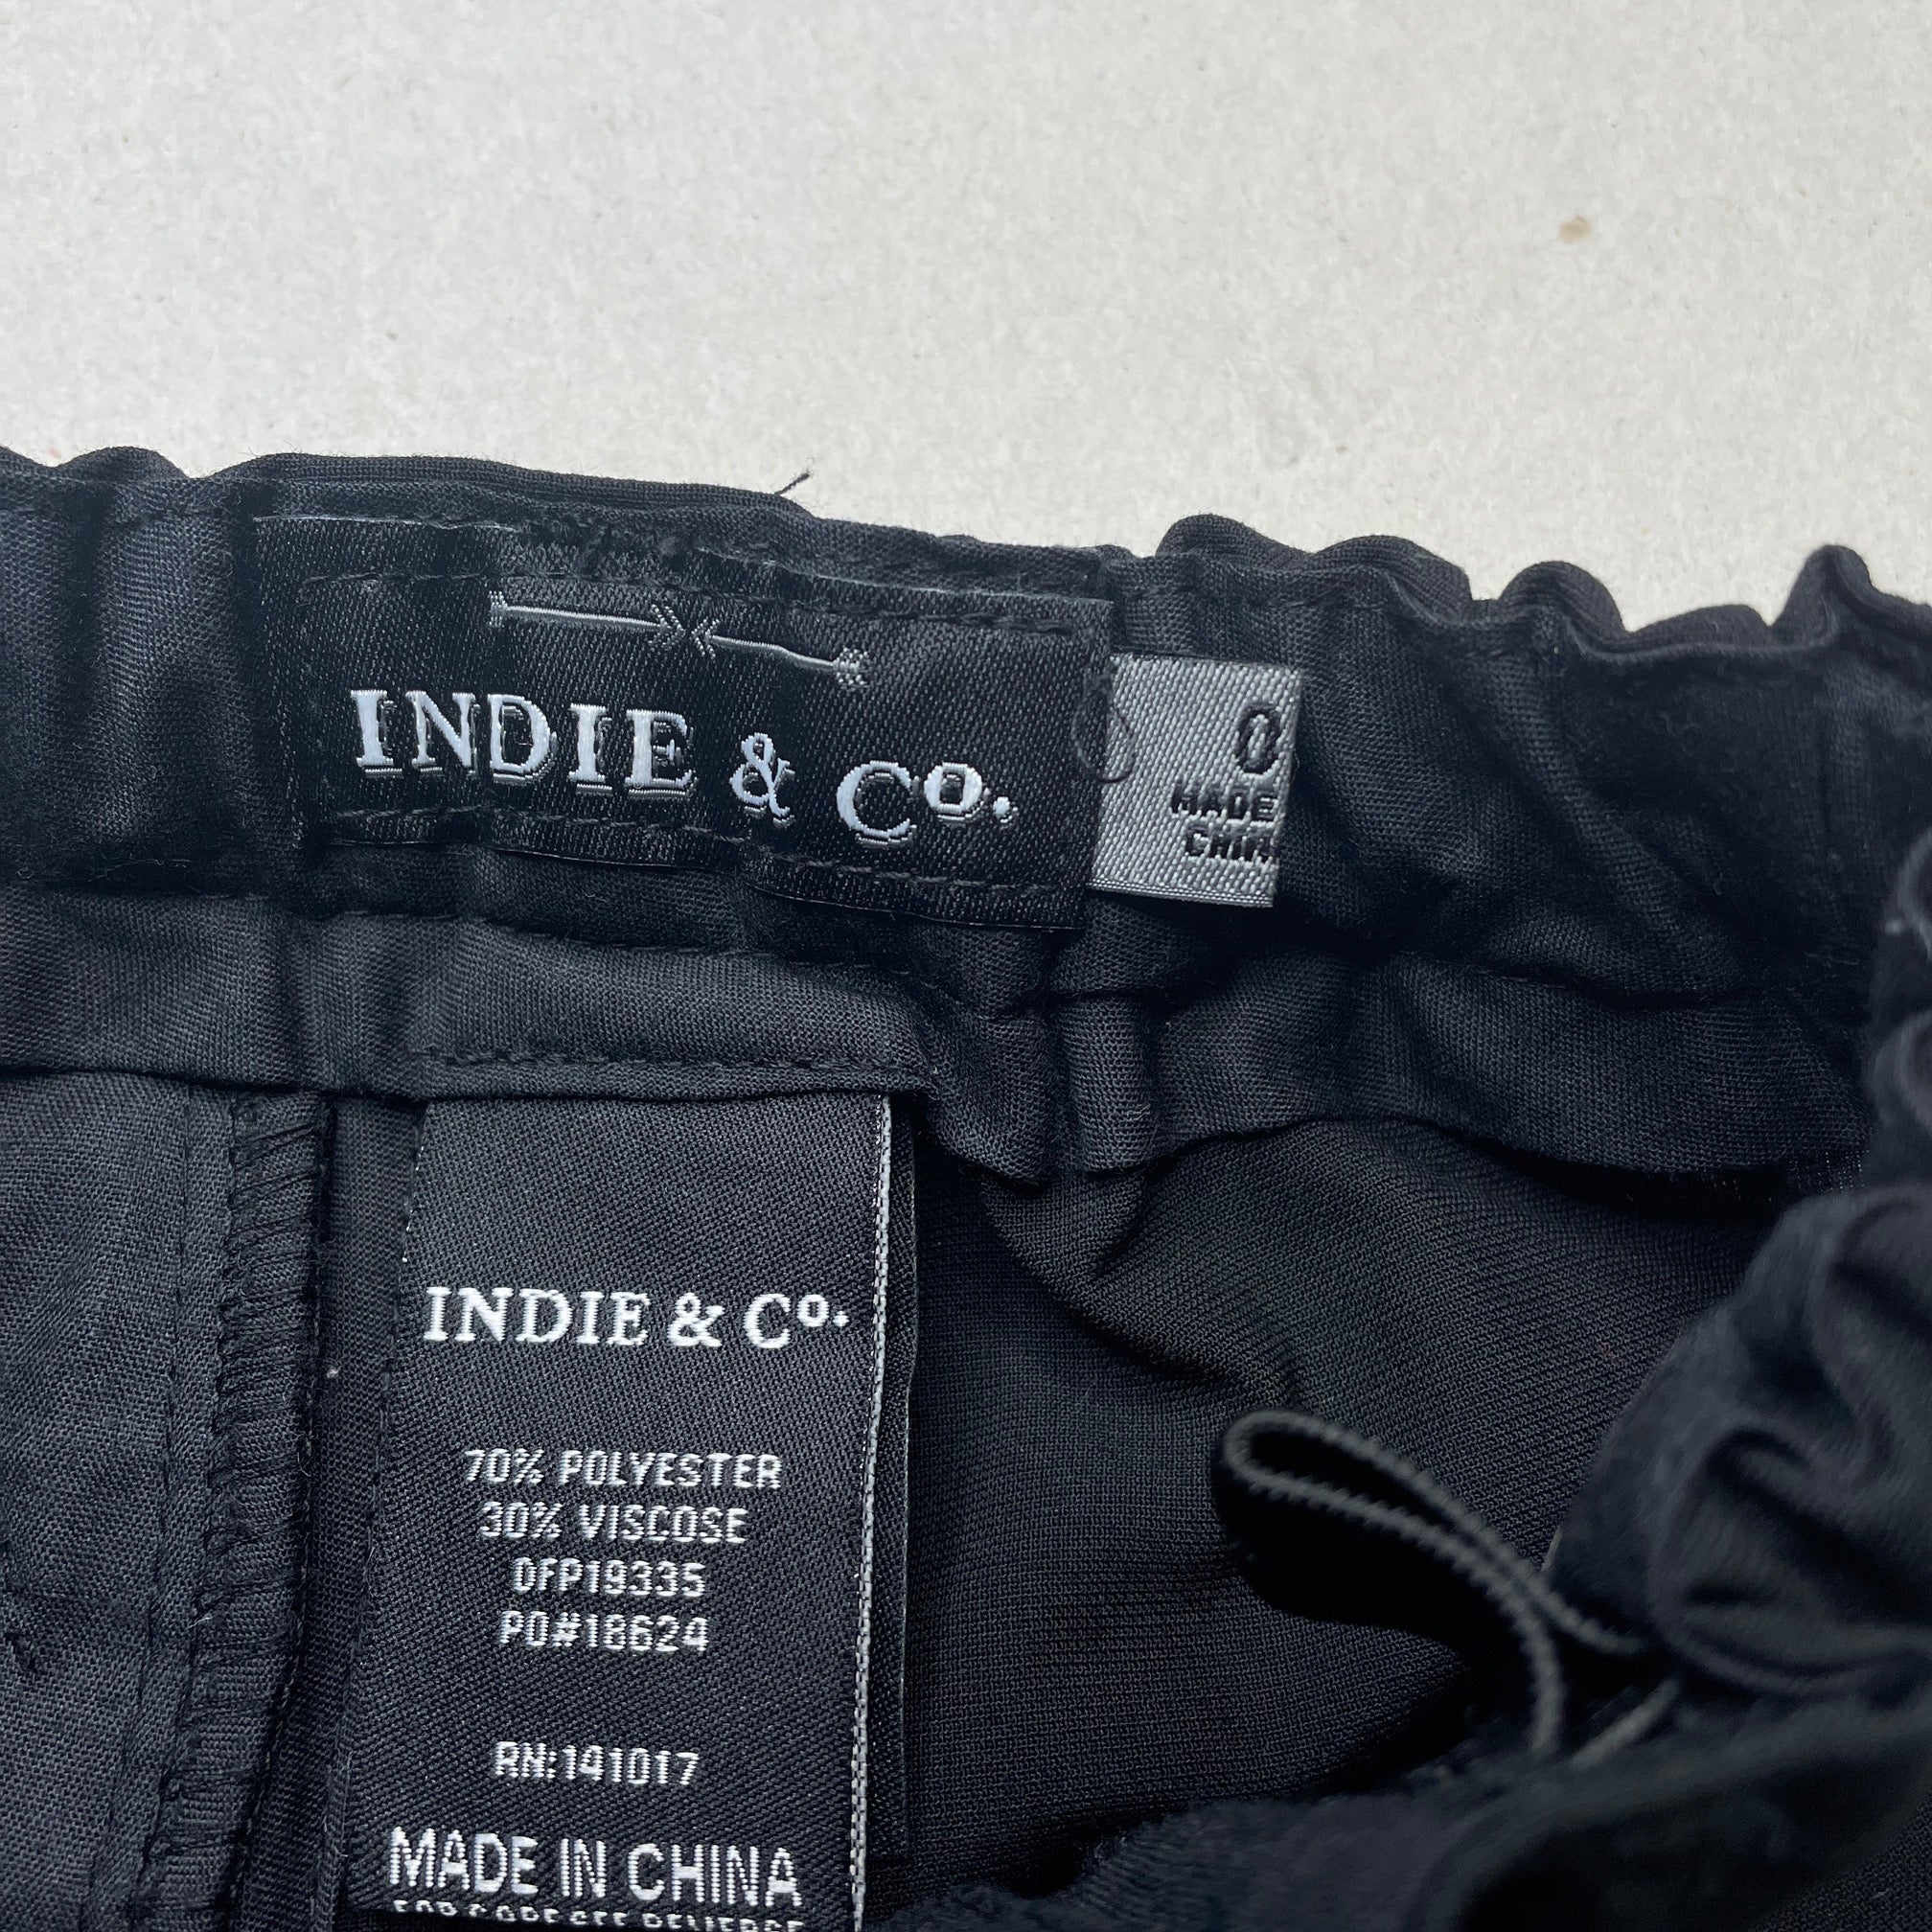 INDIE & Co.
0
MADE
CHIN
INDIE & Co.
70% POLYESTER
30% VISCOSE
OFP19335
PO#18624
RN:141017
MADE IN CHINA